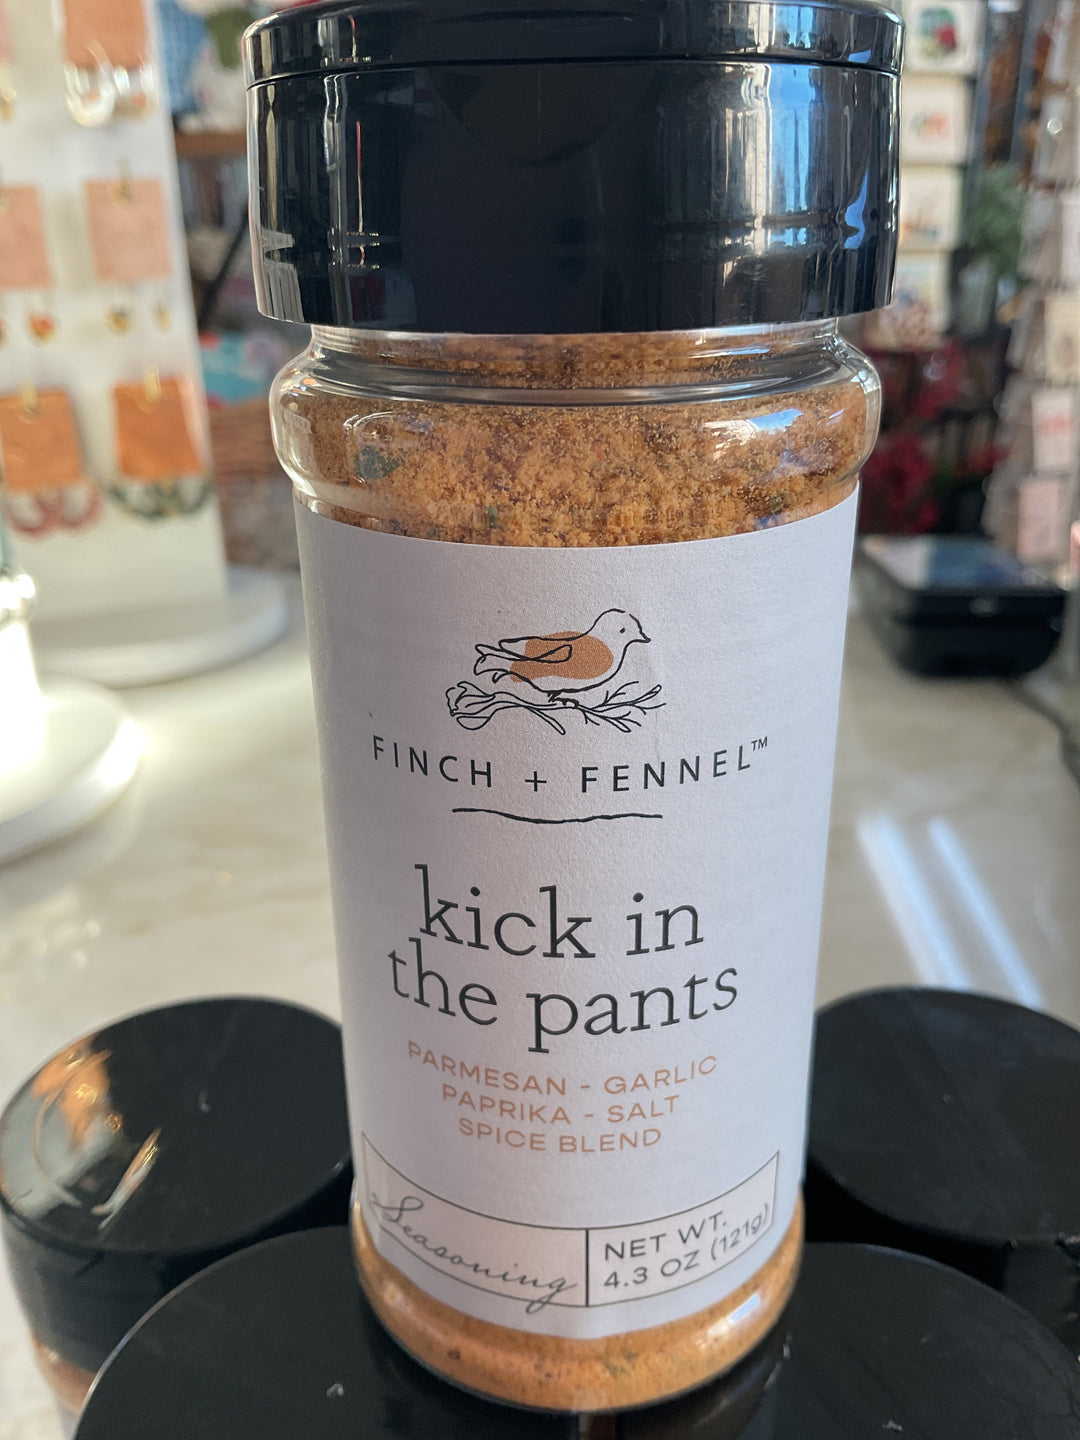 FINCH + FENNEL™
kick in
the pants
PARMESAN - GARLIC
PAPRIKA - SALT
SPICE BLEND
Seasoning
NET WT.
4.3 OZ (121g)